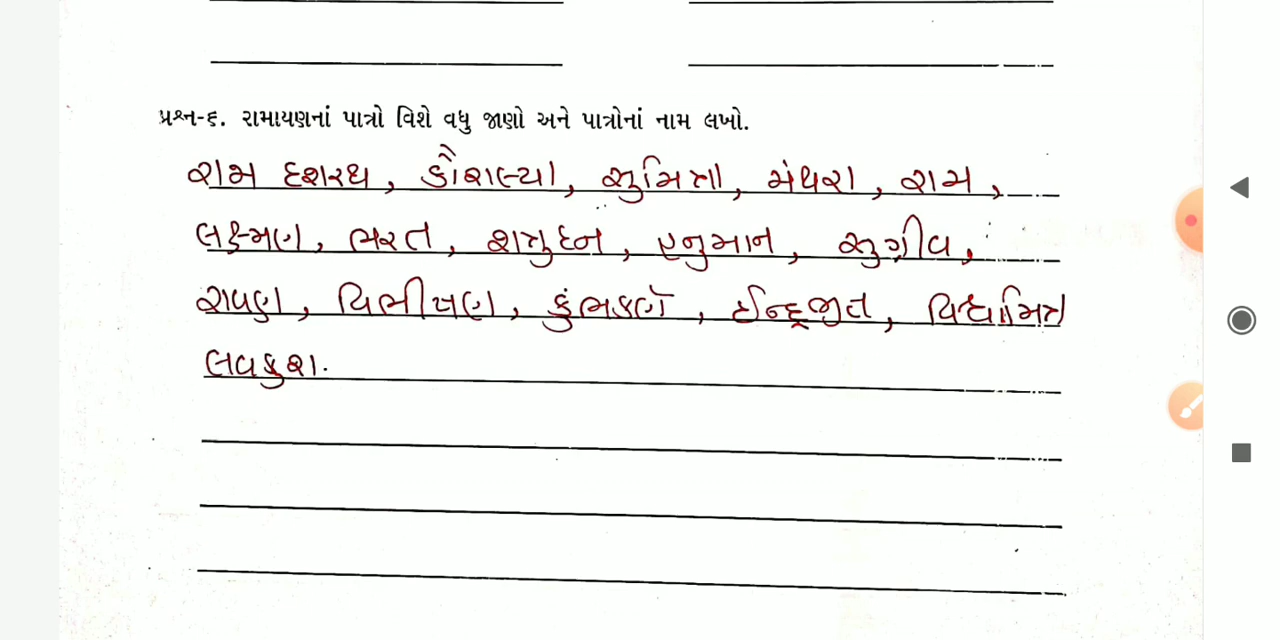 પ્રશ્ન-૬. રામાયણનાં પાત્રો વિશે વધુ જાણો અને પાત્રોનાં નામ લખો.
રામ દશરથ, કૌશલ્યા, સુમિત્રા, મંથરા, રામ,
લક્ષ્મણ, ભરત, શત્રુઘ્ન, હનુમાન, સુગ્રીવ,
રાવણ, વિભીષણ, કુંભકર્ણ, ઈન્દ્રજીત, વિશ્વામિત્ર
લવકુશ.